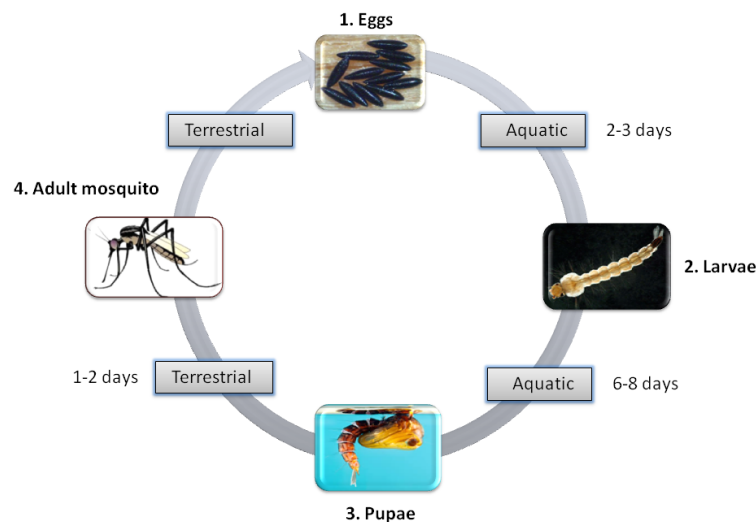 1. Eggs
Terrestrial
Aquatic
2-3 days
4. Adult mosquito
2. Larvae
1-2 days
Terrestrial
Aquatic
6-8 days
3. Pupae